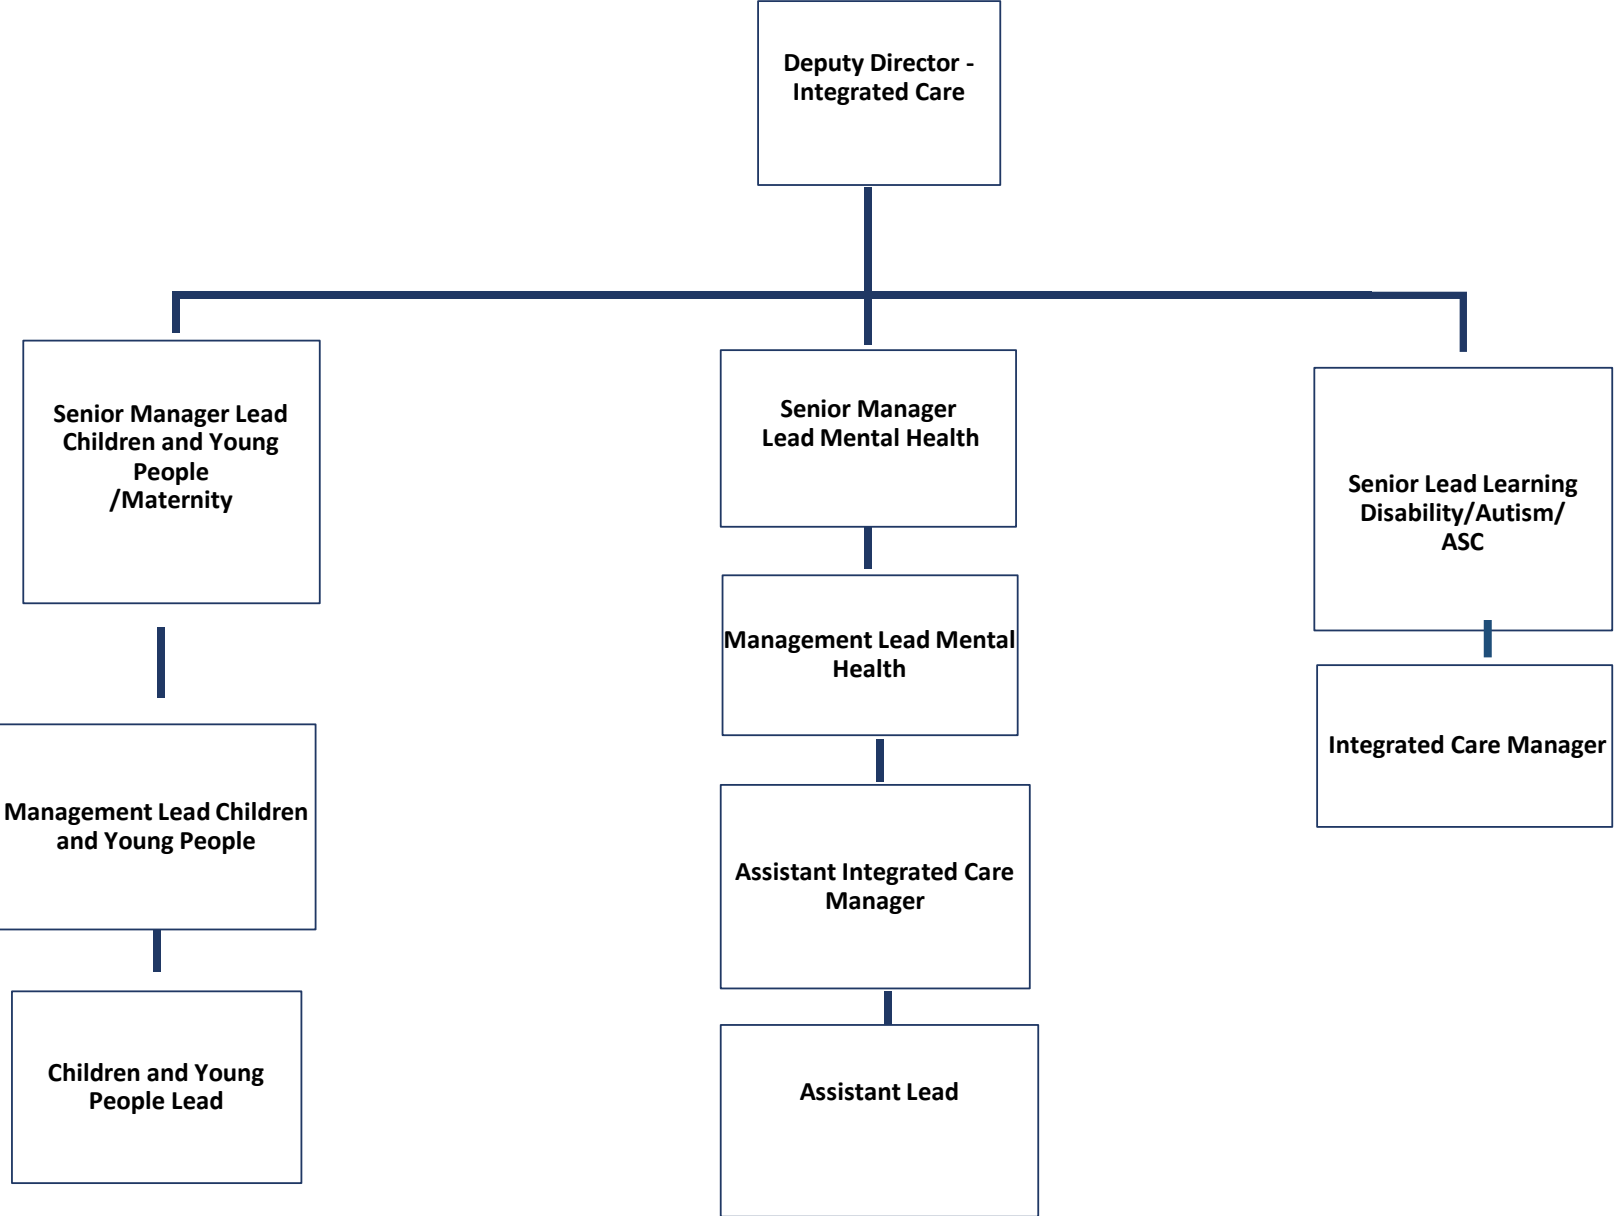 Deputy Director -
Integrated Care
Senior Manager Lead
Children and Young
People
/Maternity
Senior Manager
Lead Mental Health
Senior Lead Learning
Disability/Autism/
ASC
Management Lead Mental
Health
Integrated Care Manager
Management Lead Children
and Young People
Assistant Integrated Care
Manager
Children and Young
People Lead
Assistant Lead